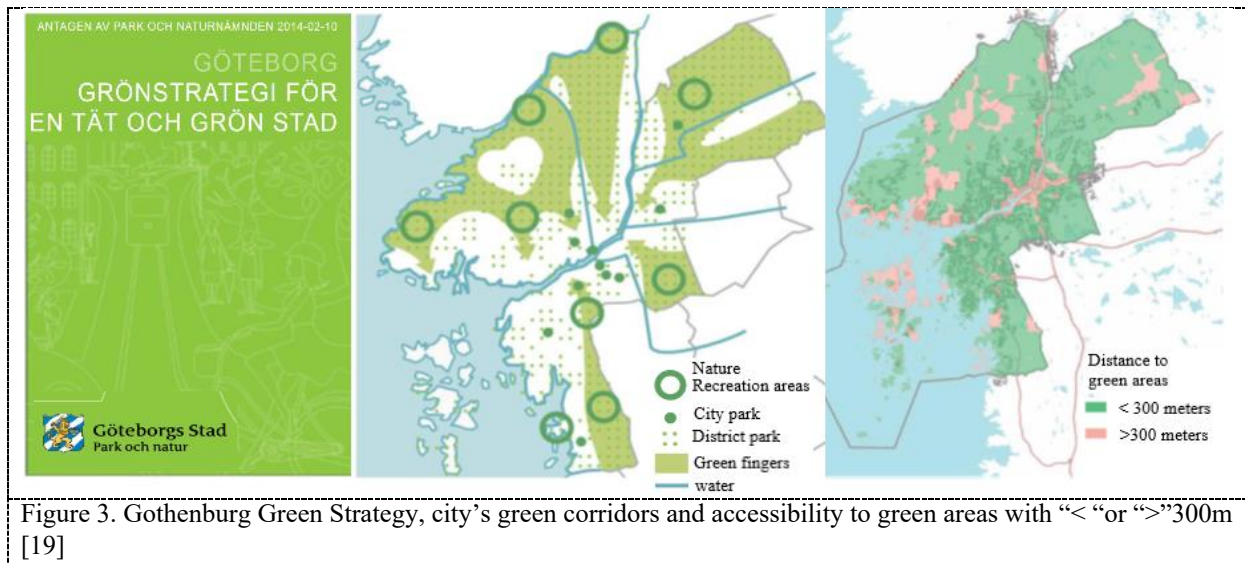 ANTAGEN AV PARK OCH NATURNÄMNDEN 2014-02-10
GÖTEBORG
GRÖNSTRATEGI FÖR
EN TÄT OCH GRÖN STAD
Göteborgs Stad
Park och natur
Nature
Recreation areas
City park
District park
Green fingers
water
Distance to
green areas
< 300 meters
>300 meters
Figure 3. Gothenburg Green Strategy, city’s green corridors and accessibility to green areas with “< “or “>”300m
[19]